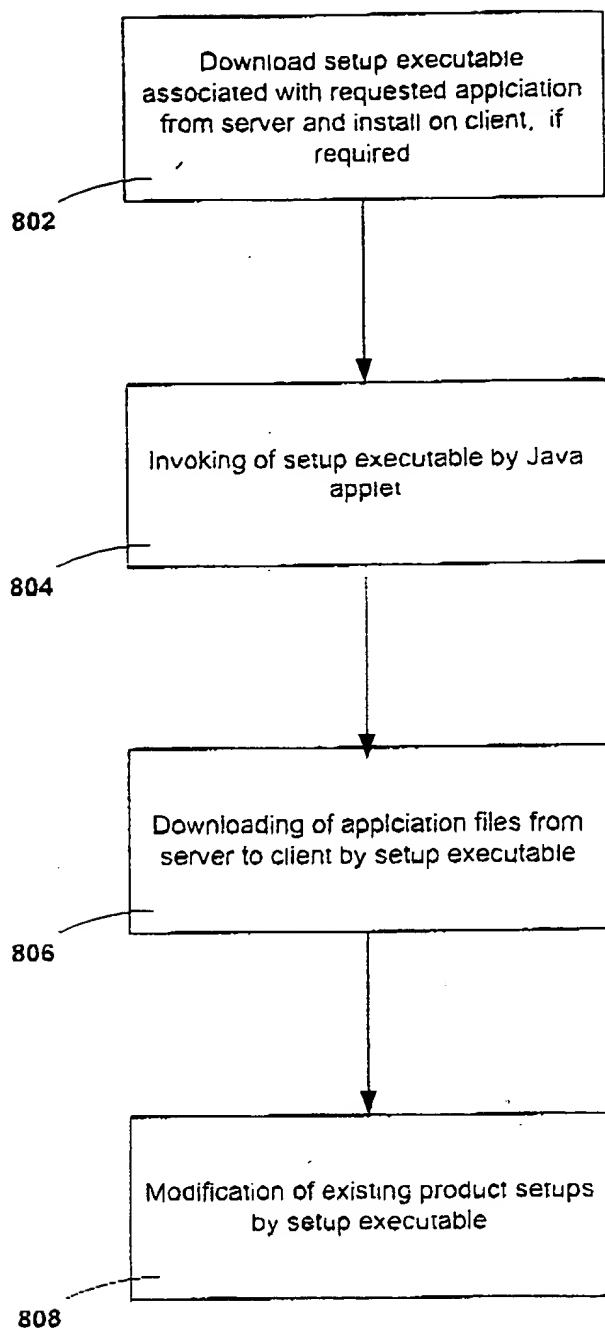 Download setup executable
associated with requested applciation
from server and install on client, if
required
802
Invoking of setup executable by Java
applet
804
Downloading of applciation files from
server to client by setup executable
806
Modification of existing product setups
by setup executable
808